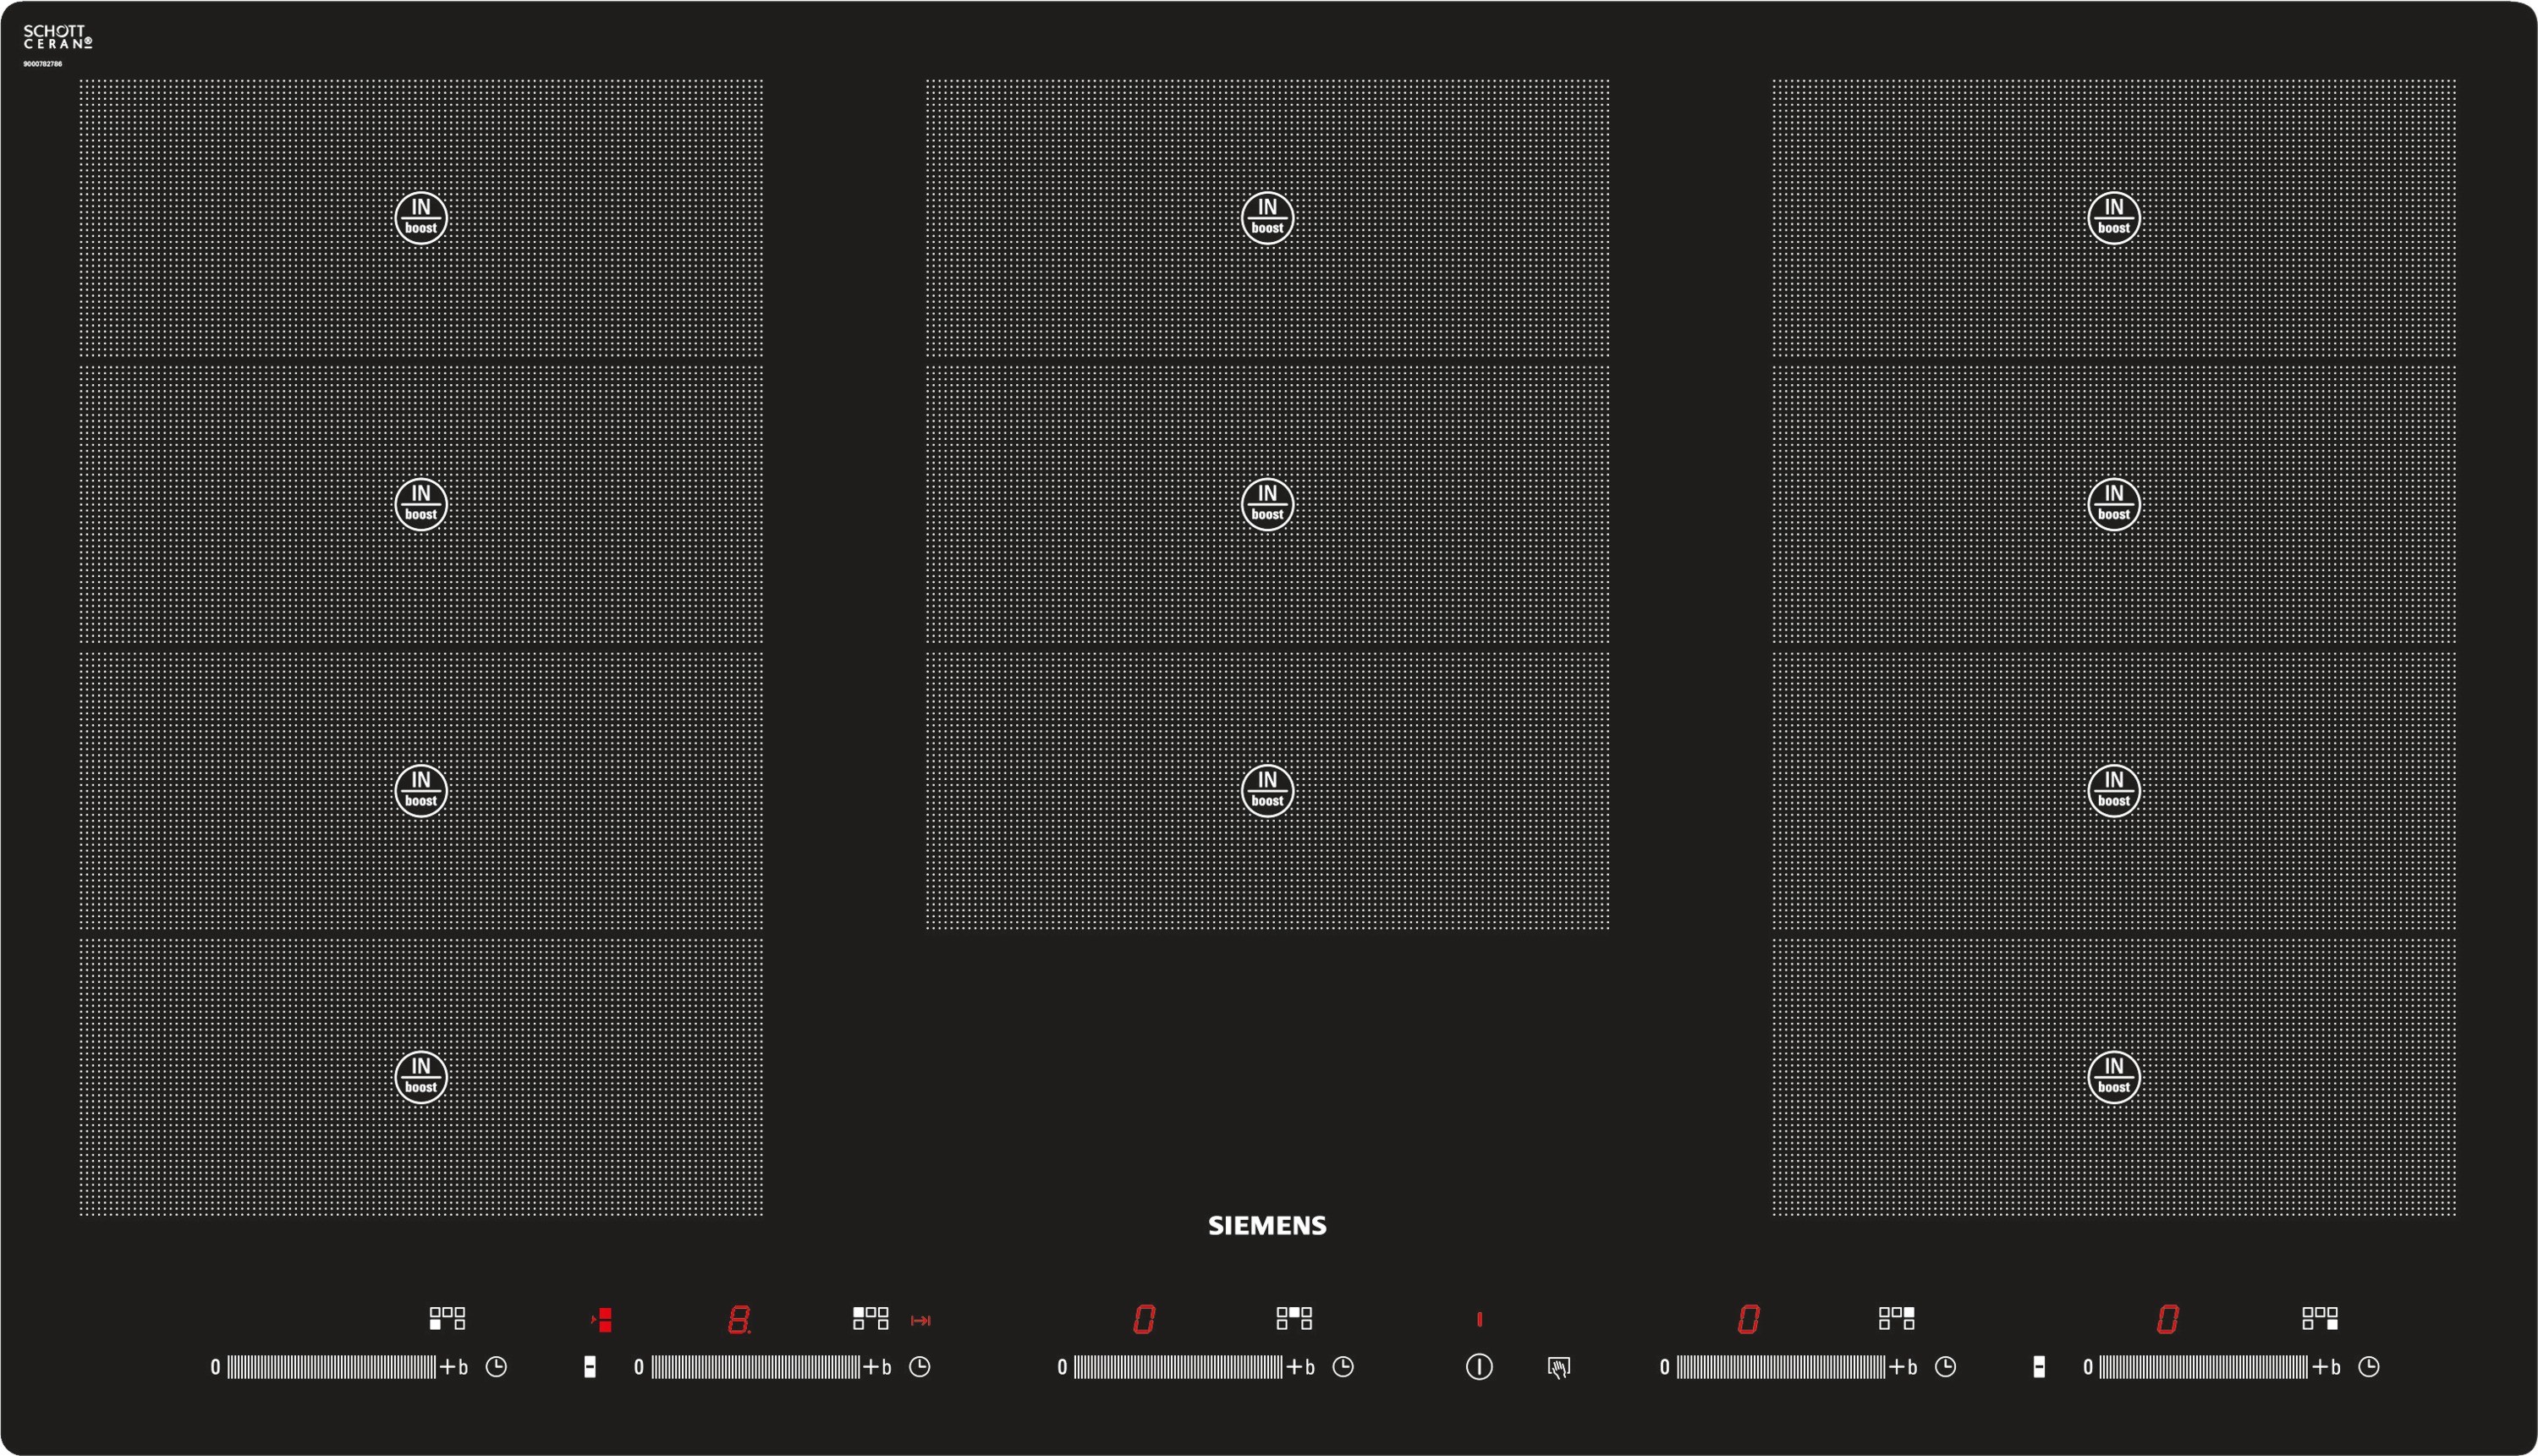 SCHOTT
CERAN®
9000782786
IN IN IN
boost boost boost
IN IN IN
boost boost boost
IN IN IN
boost boost boost
IN IN
boost boost
SIEMENS
8. 0 0 0
0 +b 0 +b 0 +b 0 +b 0 +b